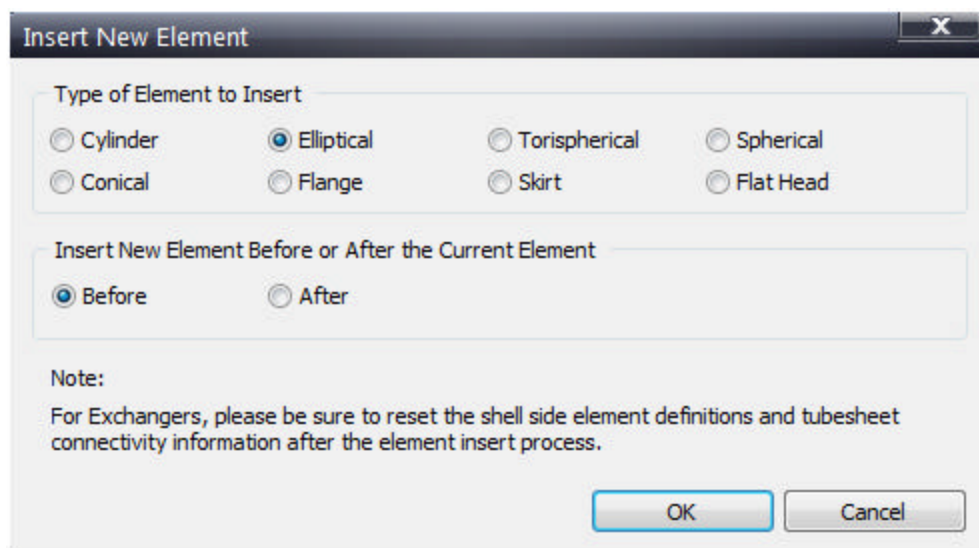 Insert New Element
Type of Element to Insert
Cylinder Elliptical Torispherical Spherical
Conical Flange Skirt Flat Head
Insert New Element Before or After the Current Element
Before After
Note:
For Exchangers, please be sure to reset the shell side element definitions and tubesheet
connectivity information after the element insert process.
OK Cancel